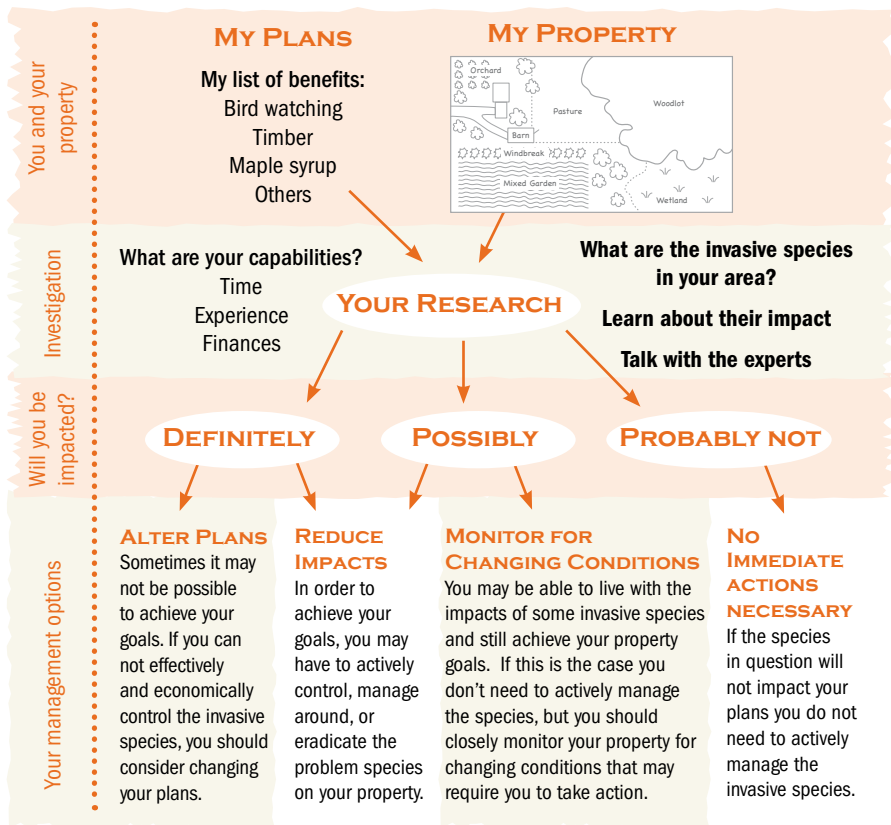 You and your
property
MY PLANS
My list of benefits:
Bird watching
Timber
Maple syrup
Others
MY PROPERTY
Orchard
Pasture
Woodlot
Barn
Windbreak
Mixed Garden
Wetland
Investigation
What are your capabilities?
Time
Experience
Finances
YOUR RESEARCH
What are the invasive species
in your area?
Learn about their impact
Talk with the experts
Will you be
impacted?
DEFINITELY
POSSIBLY
PROBABLY NOT
Your management options
ALTER PLANS
Sometimes it may
not be possible
to achieve your
goals. If you can
not effectively
and economically
control the invasive
species, you should
consider changing
your plans.
REDUCE
IMPACTS
In order to
achieve your
goals, you may
have to actively
control, manage
around, or
eradicate the
problem species
on your property.
MONITOR FOR
CHANGING CONDITIONS
You may be able to live with the
impacts of some invasive species
and still achieve your property
goals.  If this is the case you
don't need to actively manage
the species, but you should
closely monitor your property for
changing conditions that may
require you to take action.
NO
IMMEDIATE
ACTIONS
NECESSARY
If the species
in question will
not impact your
plans you do not
need to actively
manage the
invasive species.